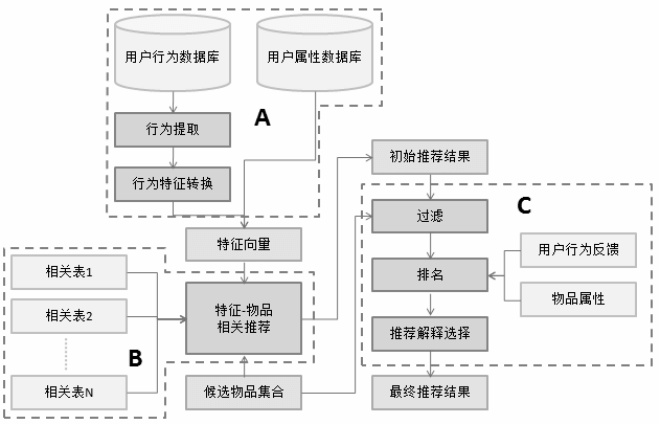 用户行为数据库
用户属性数据库
A
行为提取
行为特征转换
初始推荐结果
C
过滤
特征向量
用户行为反馈
相关表1
排名
特征-物品
相关推荐
物品属性
相关表2
推荐解释选择
B
相关表N
候选物品集合
最终推荐结果